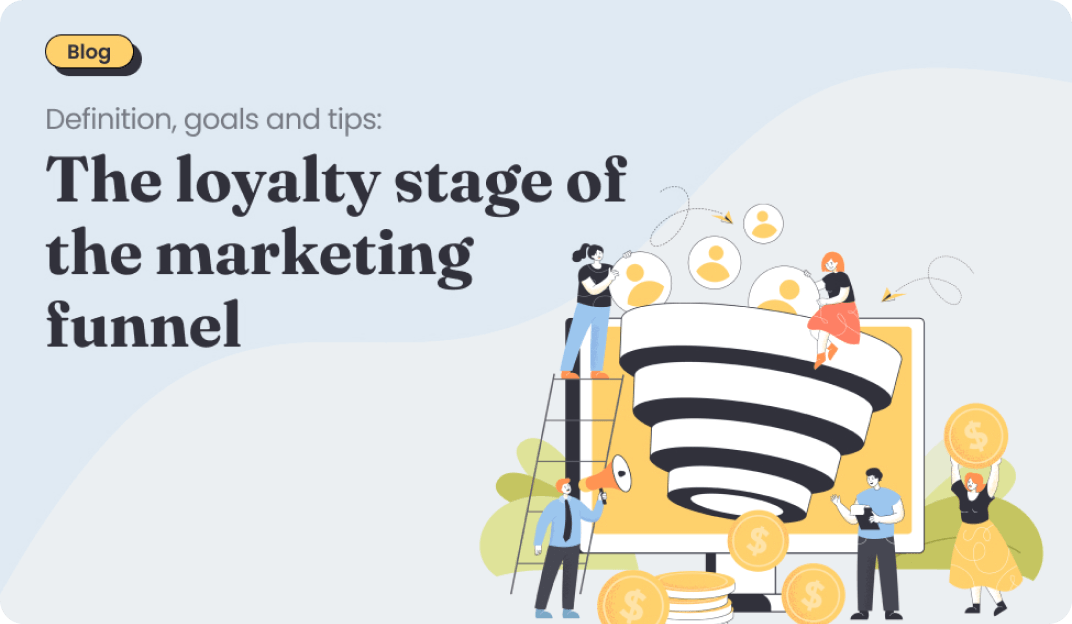 Blog
Definition, goals and tips:
The loyalty stage of
the marketing
funnel
$
$
$
$